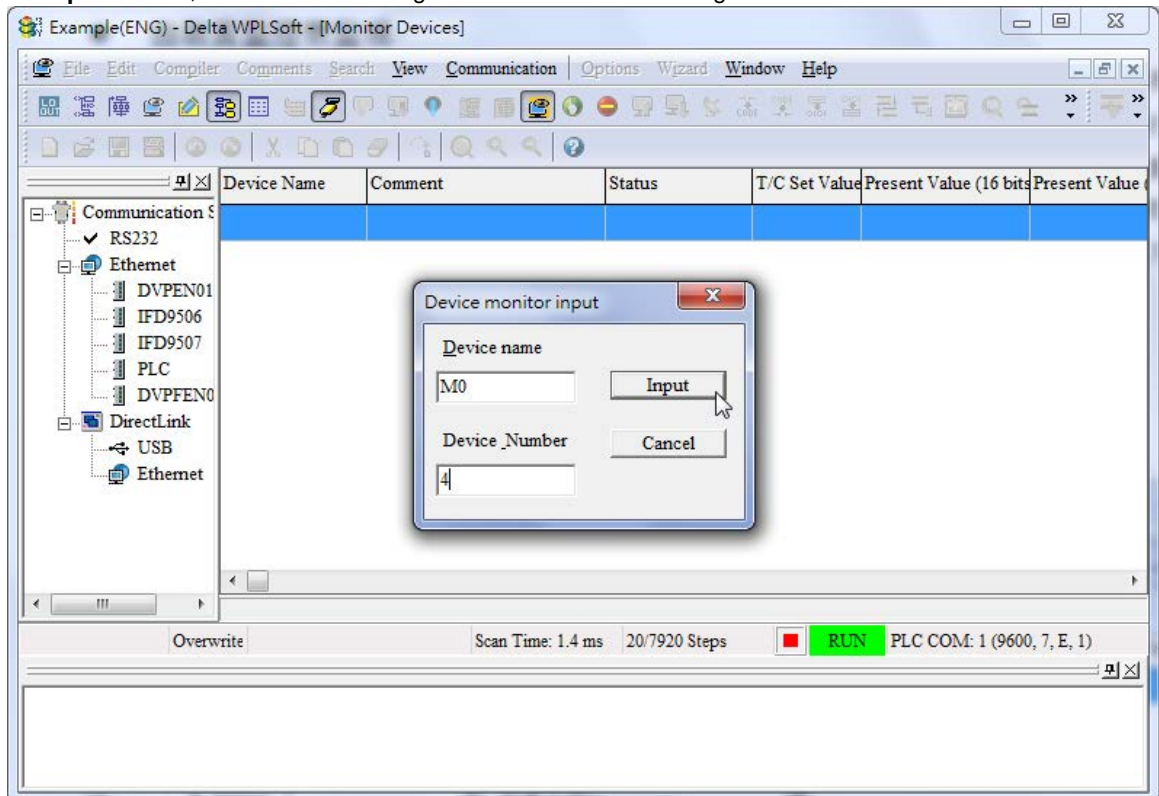 Example(ENG) - Delta WPLSoft - [Monitor Devices]
File Edit Compiler Comments Search View Communication Options Wizard Window Help
Device Name Comment Status T/C Set Value Present Value (16 bits Present Value (
Communication S
RS232
Ethernet
DVPEN01
IFD9506
IFD9507
PLC
DVPFEN0
DirectLink
USB
Ethernet
Device monitor input
Device name
M0 Input
Device_Number Cancel
4
Overwrite Scan Time: 1.4 ms 20/7920 Steps RUN PLC COM: 1 (9600, 7, E, 1)